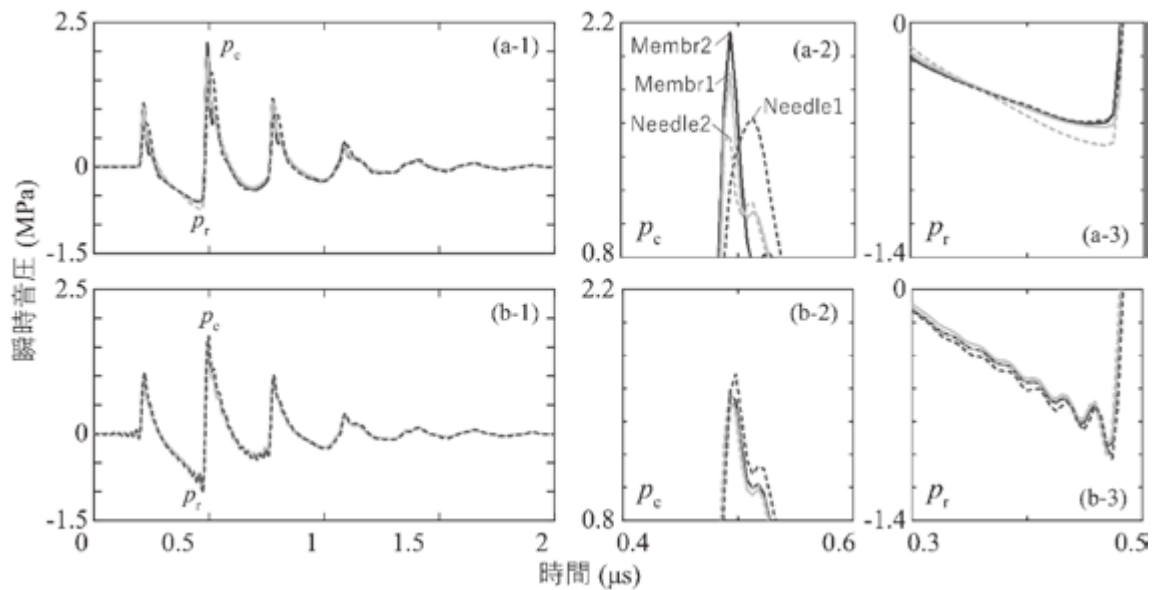 2.5
p_c
(a-1)
0
p_r
-1.5
2.2
(a-2)
Membr2
Membr1
Needle1
Needle2
p_c
0.8
0
p_r
(a-3)
-1.4
瞬時音圧 (MPa)
2.5
p_c
(b-1)
0
p_r
-1.5
0
0.5
1
1.5
2
2.2
(b-2)
p_c
0.8
0.4
0.6
0
p_r
(b-3)
-1.4
0.3
0.5
時間 (μs)